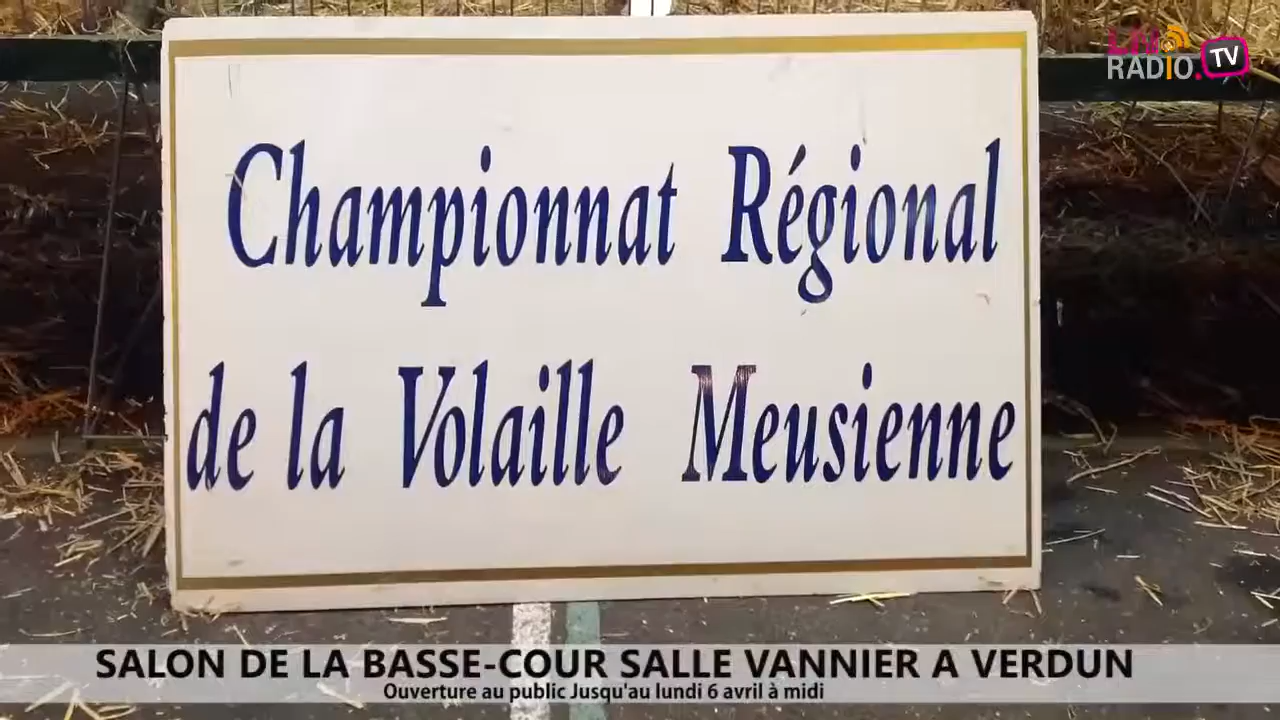 LN
RADIO.TV
Championnat Régional
de la Volaille Meusienne
SALON DE LA BASSE-COUR SALLE VANNIER A VERDUN
Ouverture au public Jusqu'au lundi 6 avril à midi